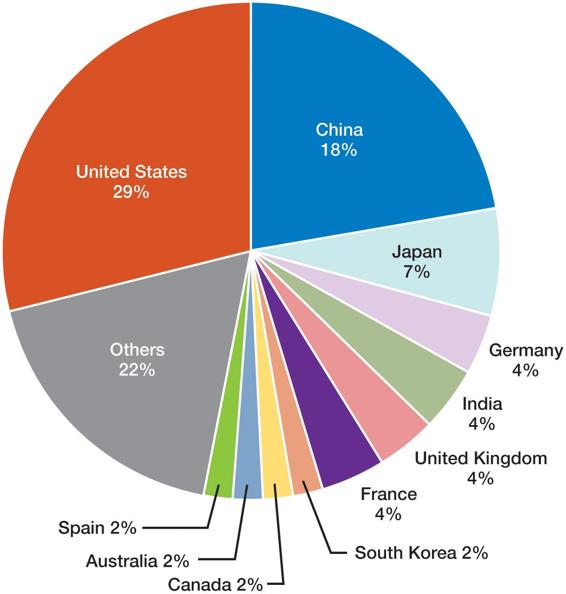 China
18%
United States
29%
Japan
7%
Others
22%
Germany
4%
India
4%
United Kingdom
4%
France
4%
Spain 2%
South Korea 2%
Australia 2%
Canada 2%